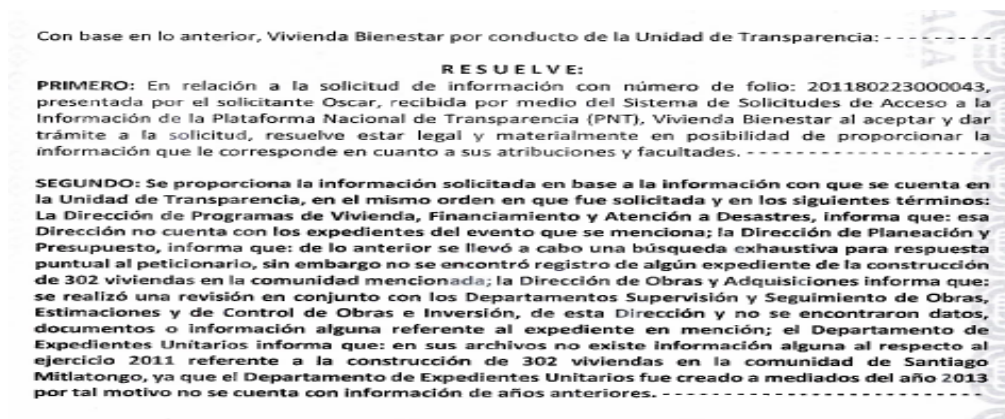 Con base en lo anterior, Vivienda Bienestar por conducto de la Unidad de Transparencia: - - - - - - - - - -
R E S U E L V E:
PRIMERO: En relación a la solicitud de información con número de folio: 201180223000043,
presentada por el solicitante Oscar, recibida por medio del Sistema de Solicitudes de Acceso a la
Información de la Plataforma Nacional de Transparencia (PNT), Vivienda Bienestar al aceptar y dar
trámite a la solicitud, resuelve estar legal y materialmente en posibilidad de proporcionar la
información que le corresponde en cuanto a sus atribuciones y facultades. - - - - - - - - - - - - - - - - - - - - - -
SEGUNDO: Se proporciona la información solicitada en base a la información con que se cuenta en
la Unidad de Transparencia, en el mismo orden en que fue solicitada y en los siguientes términos:
La Dirección de Programas de Vivienda, Financiamiento y Atención a Desastres, informa que: esa
Dirección no cuenta con los expedientes del evento que se menciona; la Dirección de Planeación y
Presupuesto, informa que: de lo anterior se llevó a cabo una búsqueda exhaustiva para respuesta
puntual al peticionario, sin embargo no se encontró registro de algún expediente de la construcción
de 302 viviendas en la comunidad mencionada; la Dirección de Obras y Adquisiciones informa que:
se realizó una revisión en conjunto con los Departamentos Supervisión y Seguimiento de Obras,
Estimaciones y de Control de Obras e Inversión, de esta Dirección y no se encontraron datos,
documentos o información alguna referente al expediente en mención; el Departamento de
Expedientes Unitarios informa que: en sus archivos no existe información alguna al respecto al
ejercicio 2011 referente a la construcción de 302 viviendas en la comunidad de Santiago
Mitlatongo, ya que el Departamento de Expedientes Unitarios fue creado a mediados del año 2013
por tal motivo no se cuenta con información de años anteriores. - - - - - - - - - - - - - - - - - - - - - - - - - - - - -